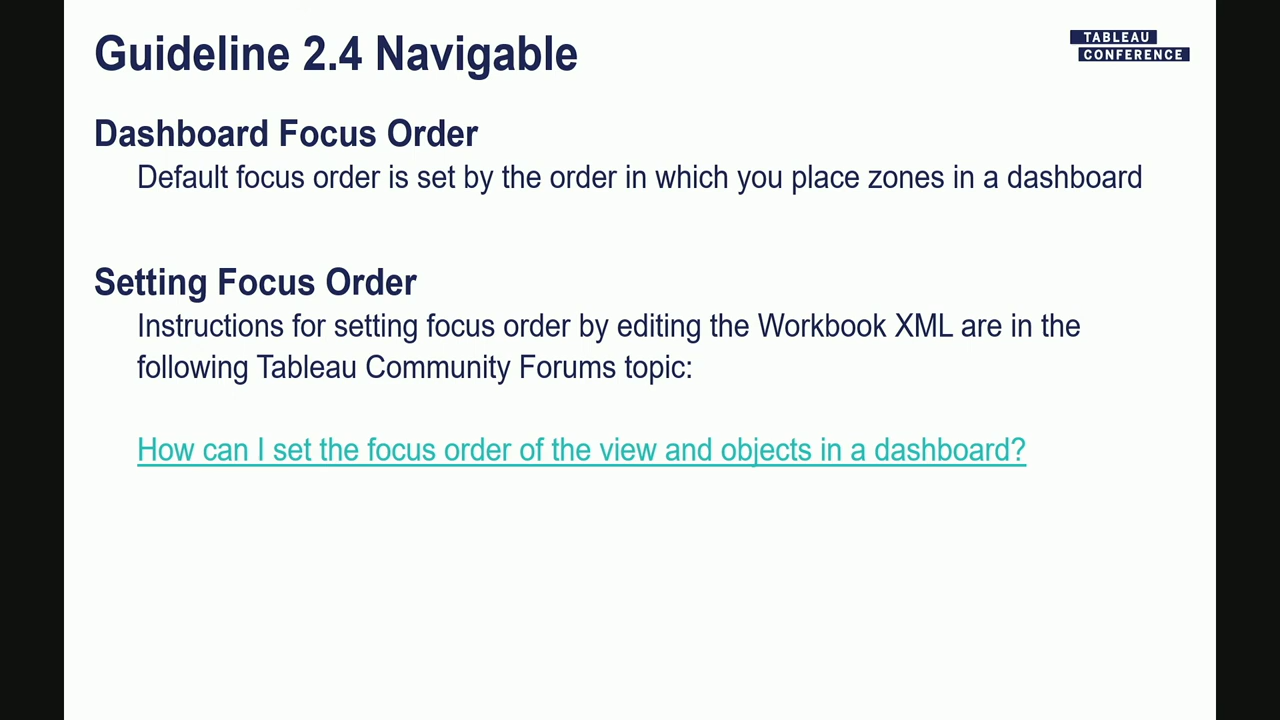 Guideline 2.4 Navigable
TABLEAU
CONFERENCE
Dashboard Focus Order
Default focus order is set by the order in which you place zones in a dashboard
Setting Focus Order
Instructions for setting focus order by editing the Workbook XML are in the
following Tableau Community Forums topic:
How can I set the focus order of the view and objects in a dashboard?